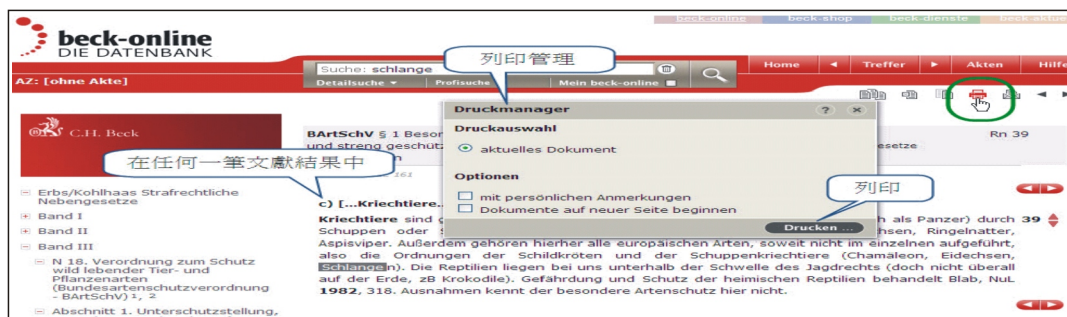 beck-online beck-shop beck-dienste beck-aktue
beck-online
DIE DATENBANK
AZ: [ohne Akte]
Suche: schlange
Detailsuche Profisuche Mein beck-online
Home Treffer Akten Hilfe
列印管理
C.H. Beck
在任何一筆文獻結果中
Erbs/Kohlhaas Strafrechtliche
Nebengesetze
Band I
Band II
Band III
N 18. Verordnung zum Schutz
wild lebender Tier- und
Pflanzenarten
(Bundesartenschutzverordnung
- BArtSchV) 1, 2
Abschnitt 1. Unterschutzstellung,
BArtSchV § 1 Beson
Rn 39
und streng geschütz
esetze
n
161
Druckmanager
Druckauswahl
aktuelles Dokument
Optionen
mit persönlichen Anmerkungen
Dokumente auf neuer Seite beginnen
Drucken ...
列印
c) [...Kriechtiere..
Kriechtiere sind g h als Panzer) durch 39
Schuppen oder S hsen, Ringelnatter,
Aspisviper. Außerdem gehören hierher alle europäischen Arten, soweit nicht im einzelnen aufgeführt,
also die Ordnungen der Schildkröten und der Schuppenkriechtiere (Chamäleon, Eidechsen,
Schlangen). Die Reptilien liegen bei uns unterhalb der Schwelle des Jagdrechts (doch nicht überall
auf der Erde, zB Krokodile). Gefährdung und Schutz der heimischen Reptilien behandelt Blab, NuL
1982, 318. Ausnahmen kennt der besondere Artenschutz hier nicht.